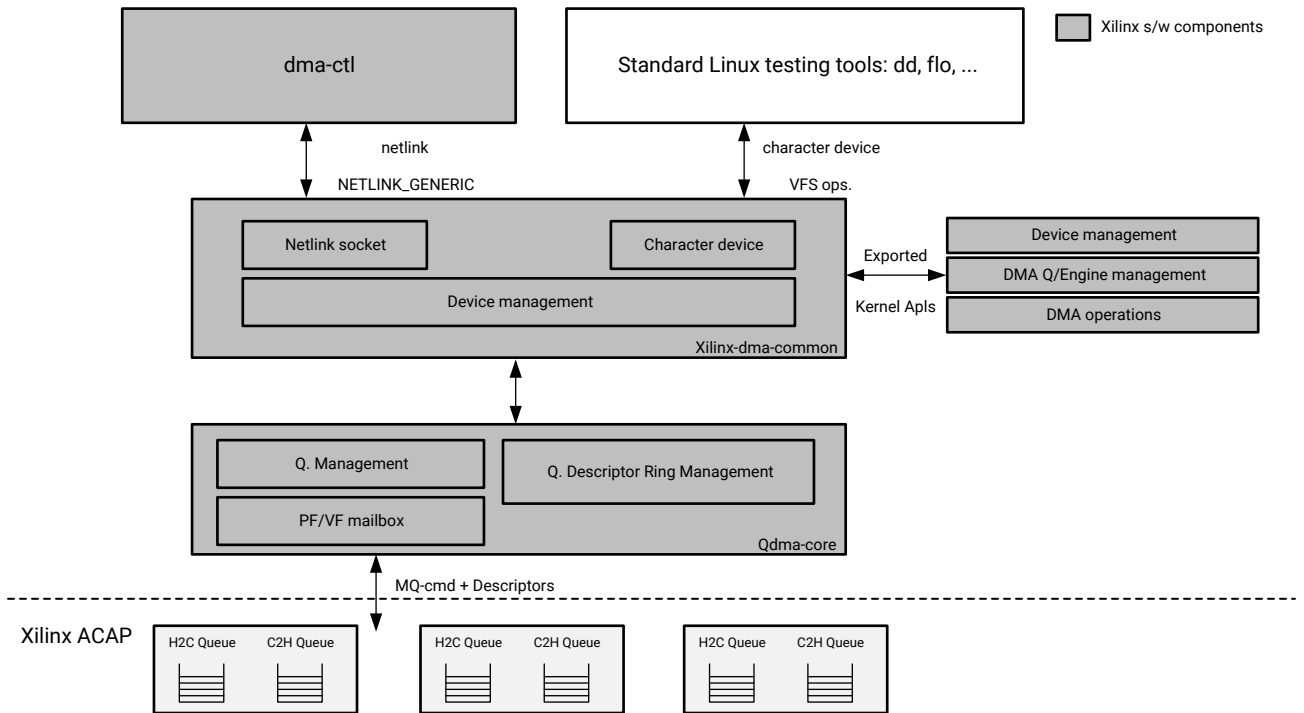 dma-ctl
Standard Linux testing tools: dd, flo, ...
Xilinx s/w components
netlink
NETLINK_GENERIC
character device
VFS ops.
Netlink socket
Character device
Device management
Xilinx-dma-common
Exported
Kernel ApIs
Device management
DMA Q/Engine management
DMA operations
Q. Management
Q. Descriptor Ring Management
PF/VF mailbox
Qdma-core
MQ-cmd + Descriptors
Xilinx ACAP
H2C Queue C2H Queue
H2C Queue C2H Queue
H2C Queue C2H Queue